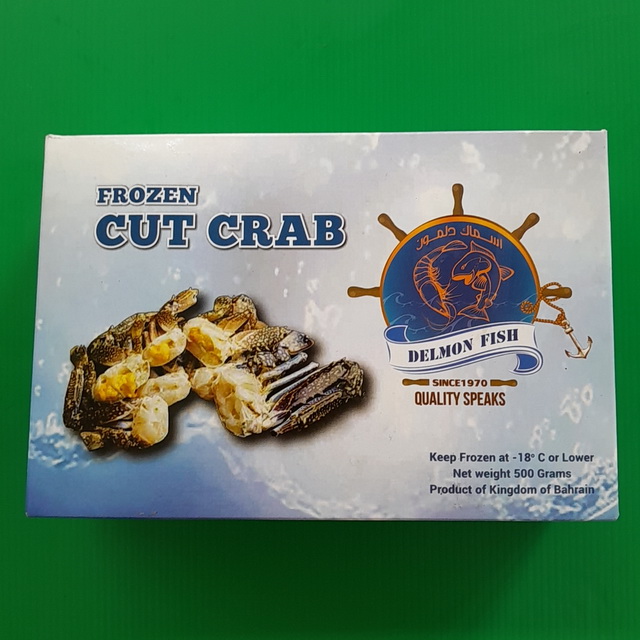 FROZEN
CUT CRAB
اسماك دلمون
DELMON FISH
SINCE1970
QUALITY SPEAKS
Keep Frozen at -18° C or Lower
Net weight 500 Grams
Product of Kingdom of Bahrain